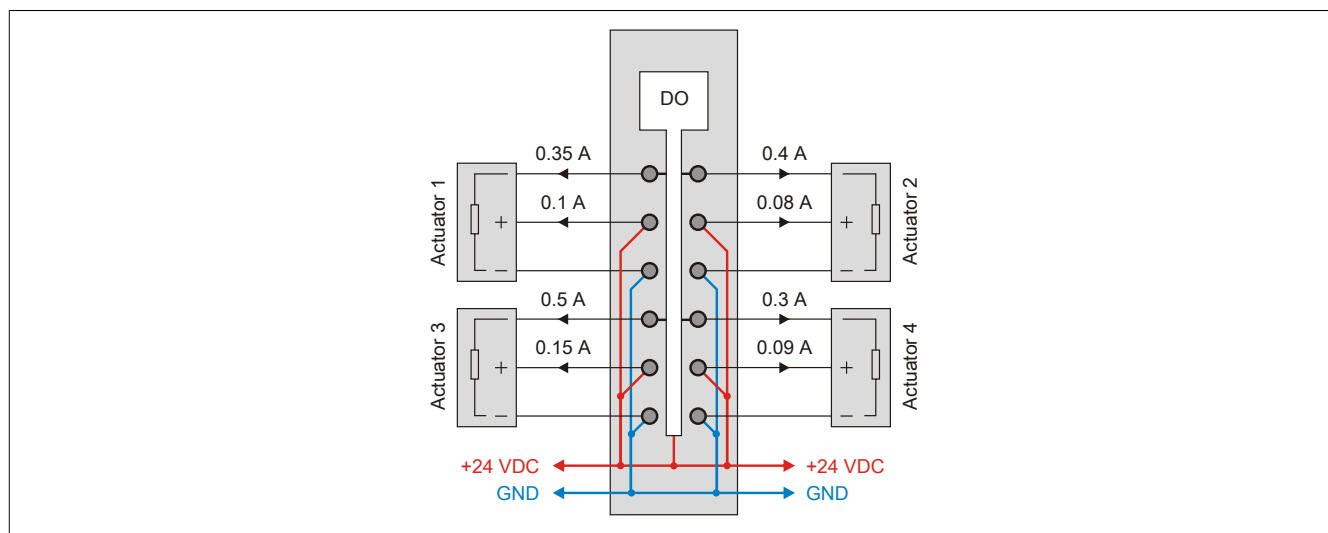 DO
0.35 A
0.4 A
Actuator 1
0.1 A
+
−
0.08 A
+
−
Actuator 2
0.5 A
0.3 A
Actuator 3
0.15 A
+
−
0.09 A
+
−
Actuator 4
+24 VDC
+24 VDC
GND
GND